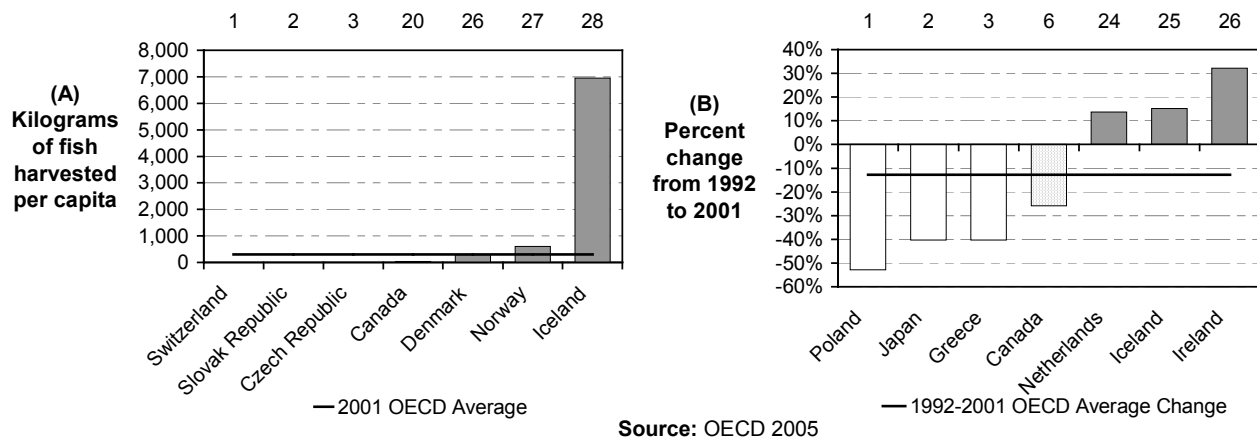 1 2 3 20 26 27 28
8,000
7,000
6,000
5,000
4,000
3,000
2,000
1,000
0
(A)
Kilograms
of fish
harvested
per capita
Switzerland
Slovak Republic
Czech Republic
Canada
Denmark
Norway
Iceland
2001 OECD Average
1 2 3 6 24 25 26
40%
30%
20%
10%
0%
-10%
-20%
-30%
-40%
-50%
-60%
(B)
Percent
change
from 1992
to 2001
Poland
Japan
Greece
Canada
Netherlands
Iceland
Ireland
1992-2001 OECD Average Change
Source: OECD 2005